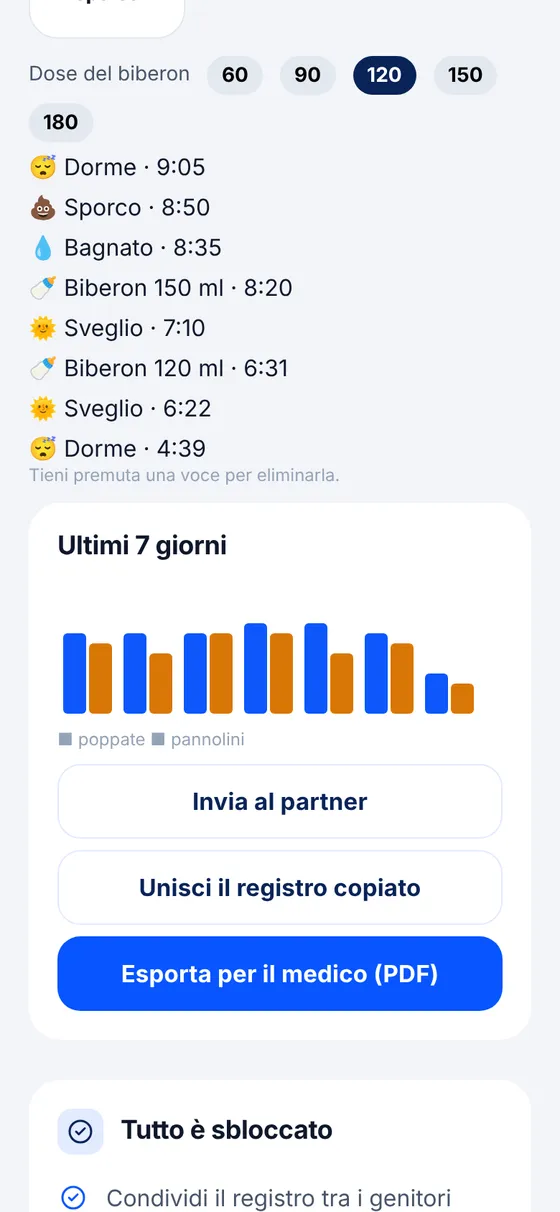 Dose del biberon 60 90 120 150
180
😴 Dorme · 9:05
💩 Sporco · 8:50
💧 Bagnato · 8:35
🍼 Biberon 150 ml · 8:20
🌞 Sveglio · 7:10
🍼 Biberon 120 ml · 6:31
🌞 Sveglio · 6:22
😴 Dorme · 4:39
Tieni premuta una voce per eliminarla.
Ultimi 7 giorni
■ poppate ■ pannolini
Invia al partner
Unisci il registro copiato
Esporta per il medico (PDF)
Tutto è sbloccato
Condividi il registro tra i genitori